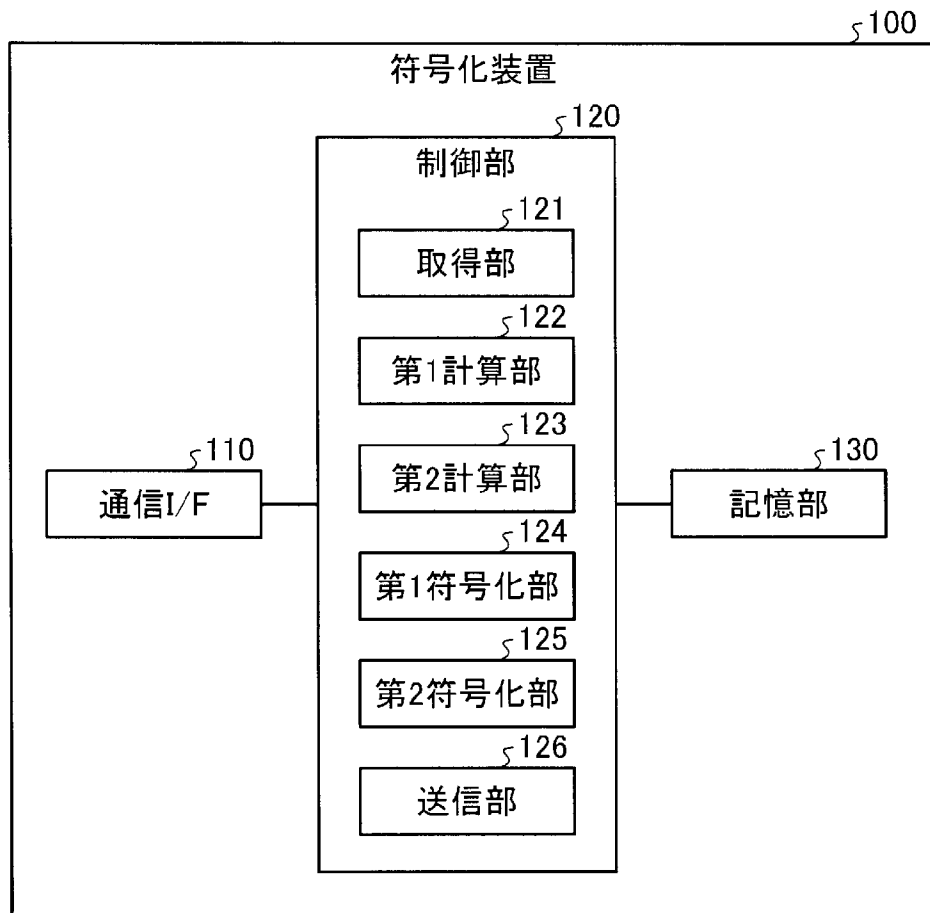 100
符号化装置
120
制御部
121
取得部
122
第1計算部
123
第2計算部
110
通信I/F
130
記憶部
124
第1符号化部
125
第2符号化部
126
送信部